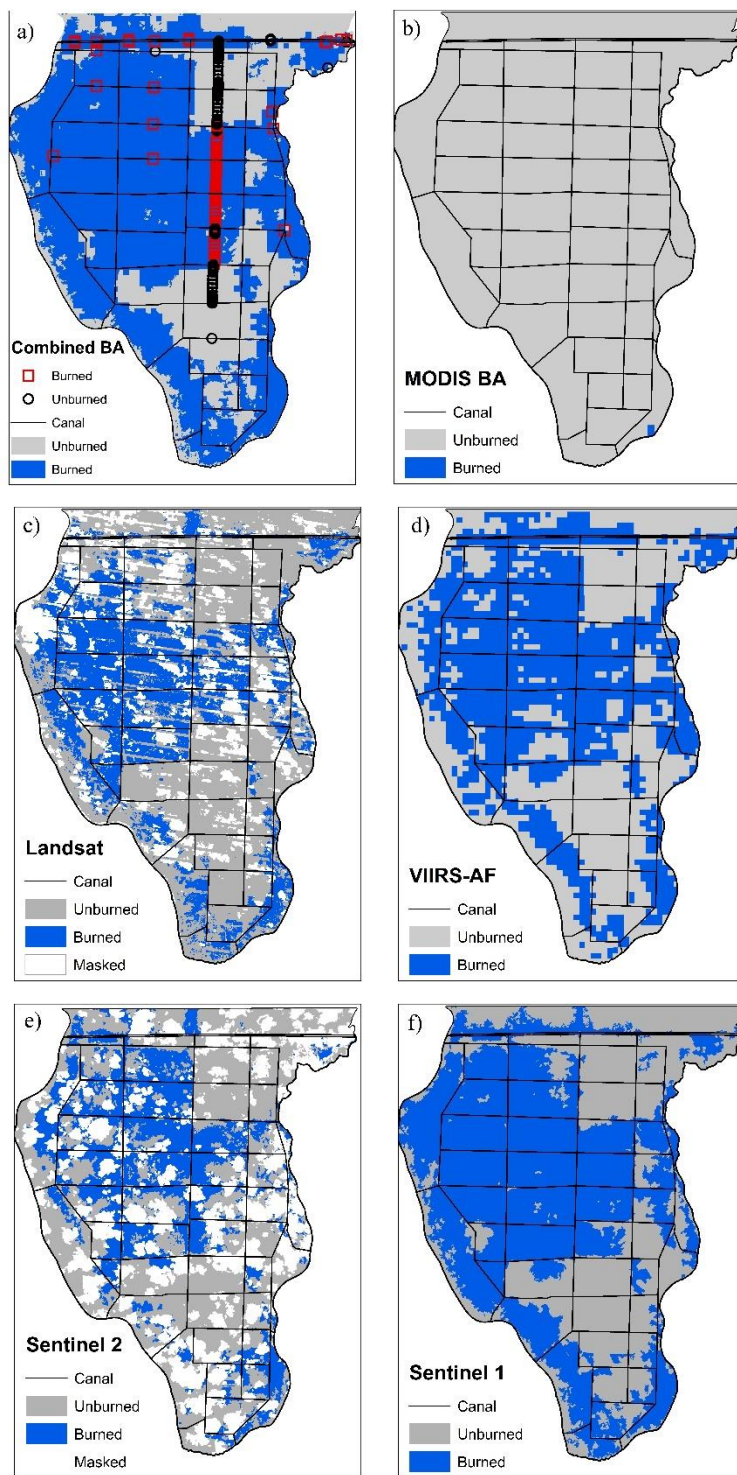 a)
Combined BA
Burned
Unburned
Canal
Unburned
Burned
b)
MODIS BA
Canal
Unburned
Burned
c)
Landsat
Canal
Unburned
Burned
Masked
d)
VIIRS-AF
Canal
Unburned
Burned
e)
Sentinel 2
Canal
Unburned
Burned
Masked
f)
Sentinel 1
Canal
Unburned
Burned